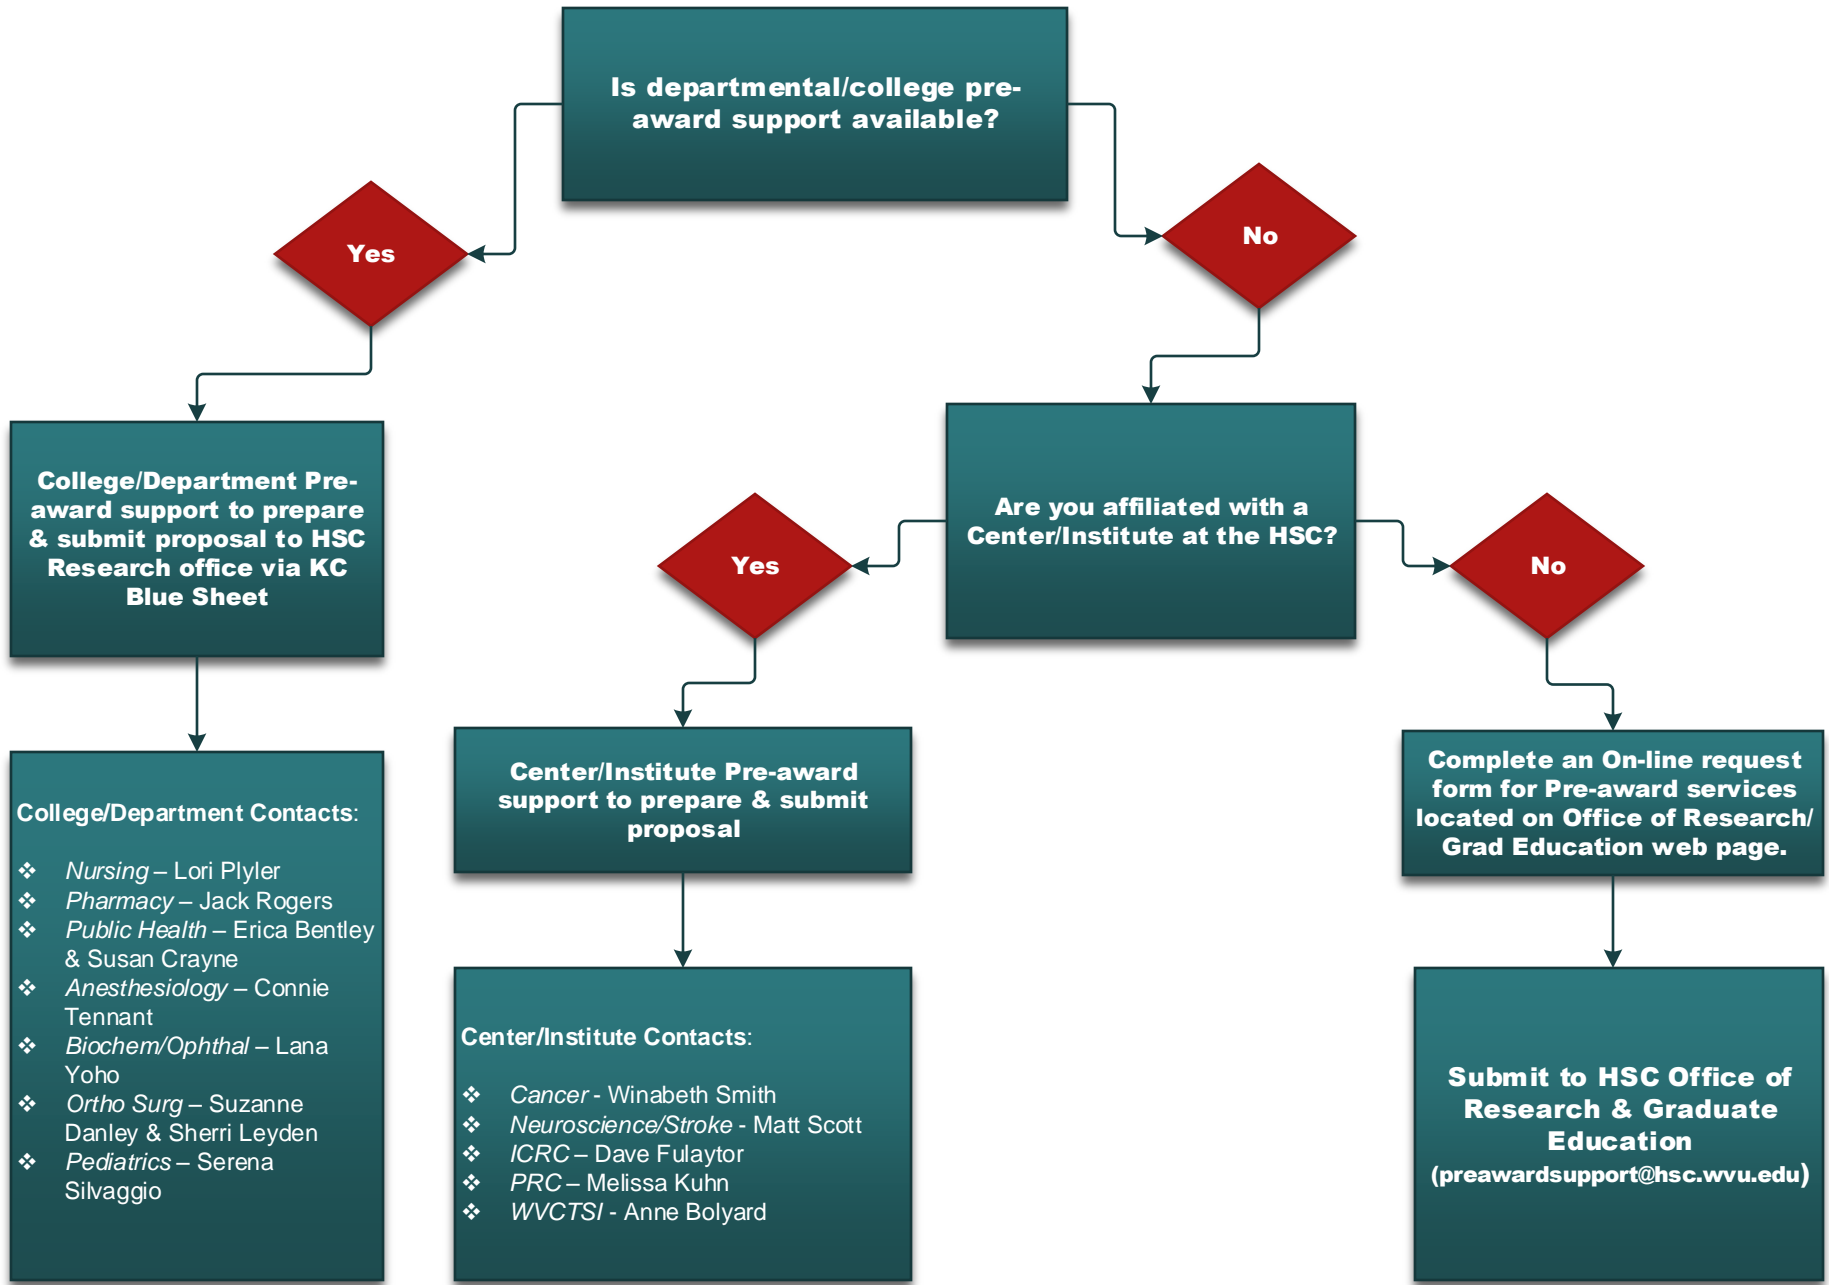 Is departmental/college pre-
award support available?
Yes
No
College/Department Pre-
award support to prepare
& submit proposal to HSC
Research office via KC
Blue Sheet
Are you affiliated with a
Center/Institute at the HSC?
Yes
No
College/Department Contacts:
❖ Nursing – Lori Plyler
❖ Pharmacy – Jack Rogers
❖ Public Health – Erica Bentley
& Susan Crayne
❖ Anesthesiology – Connie
Tennant
❖ Biochem/Ophthal – Lana
Yoho
❖ Ortho Surg – Suzanne
Danley & Sherri Leyden
❖ Pediatrics – Serena
Silvaggio
Center/Institute Pre-award
support to prepare & submit
proposal
Center/Institute Contacts:
❖ Cancer - Winabeth Smith
❖ Neuroscience/Stroke - Matt Scott
❖ ICRC – Dave Fulaytor
❖ PRC – Melissa Kuhn
❖ WVCTSI - Anne Bolyard
Complete an On-line request
form for Pre-award services
located on Office of Research/
Grad Education web page.
Submit to HSC Office of
Research & Graduate
Education
(preawardsupport@hsc.wvu.edu)